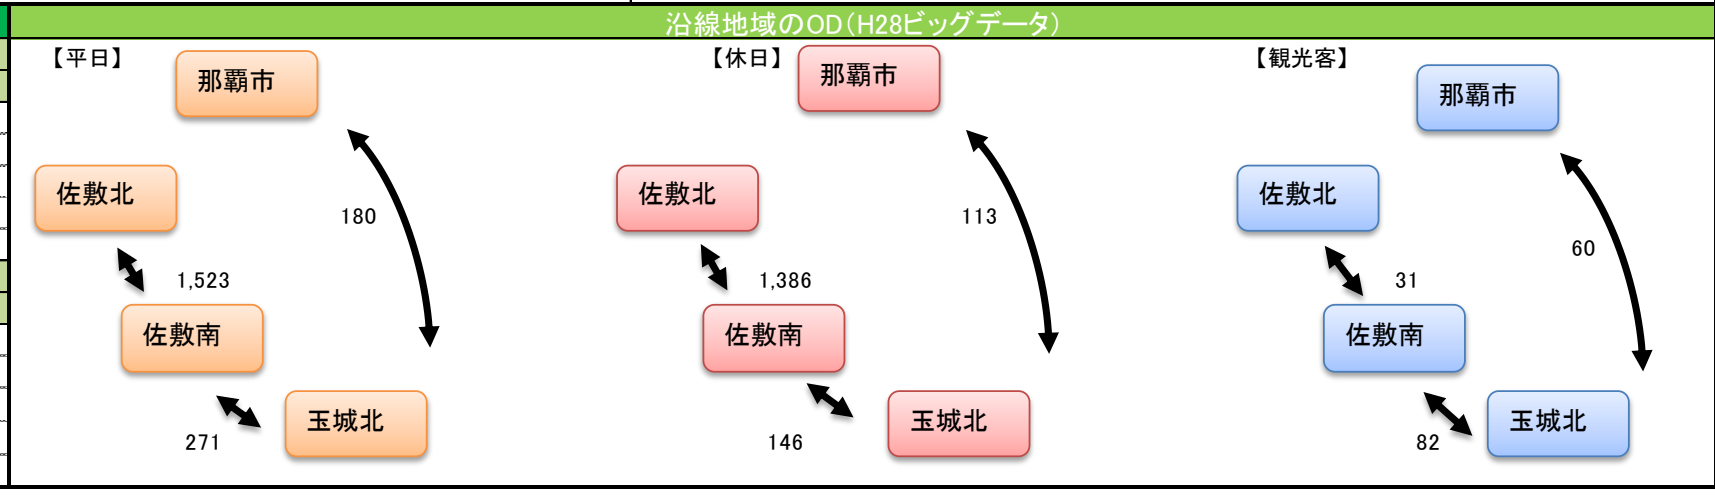 沿線地域のOD(H28ビッグデータ)
【平日】
那覇市
佐敷北
180
1,523
佐敷南
271
玉城北
【休日】
那覇市
佐敷北
113
1,386
佐敷南
146
玉城北
【観光客】
那覇市
佐敷北
60
31
佐敷南
82
玉城北